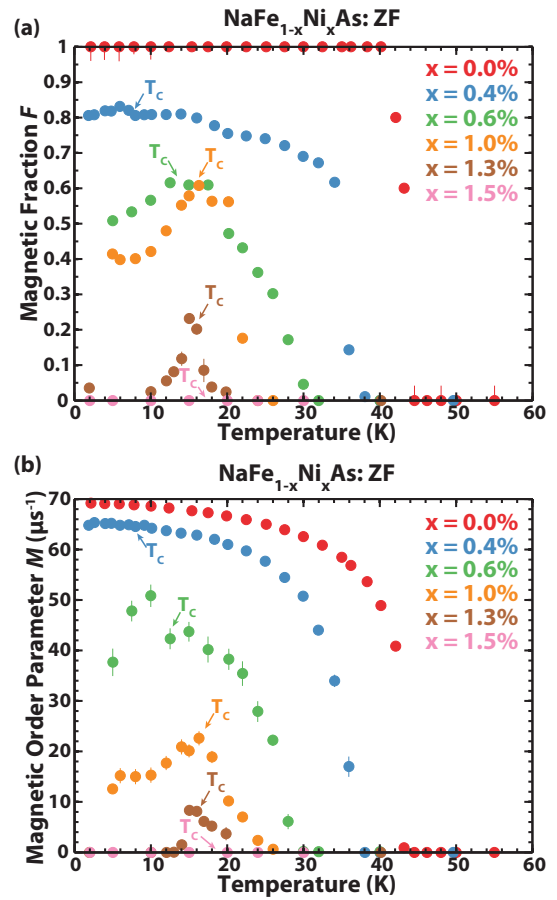 (a)
NaFe1-xNixAs: ZF
1
0.9
0.8
0.7
0.6
0.5
0.4
0.3
0.2
0.1
0
Magnetic Fraction F
x = 0.0%
x = 0.4%
x = 0.6%
x = 1.0%
x = 1.3%
x = 1.5%
Tc
Tc
Tc
Tc
Tc
0 10 20 30 40 50 60
Temperature (K)
(b)
NaFe1-xNixAs: ZF
70
60
50
40
30
20
10
0
Magnetic Order Parameter M (μs-1)
x = 0.0%
x = 0.4%
x = 0.6%
x = 1.0%
x = 1.3%
x = 1.5%
Tc
Tc
Tc
Tc
Tc
0 10 20 30 40 50 60
Temperature (K)